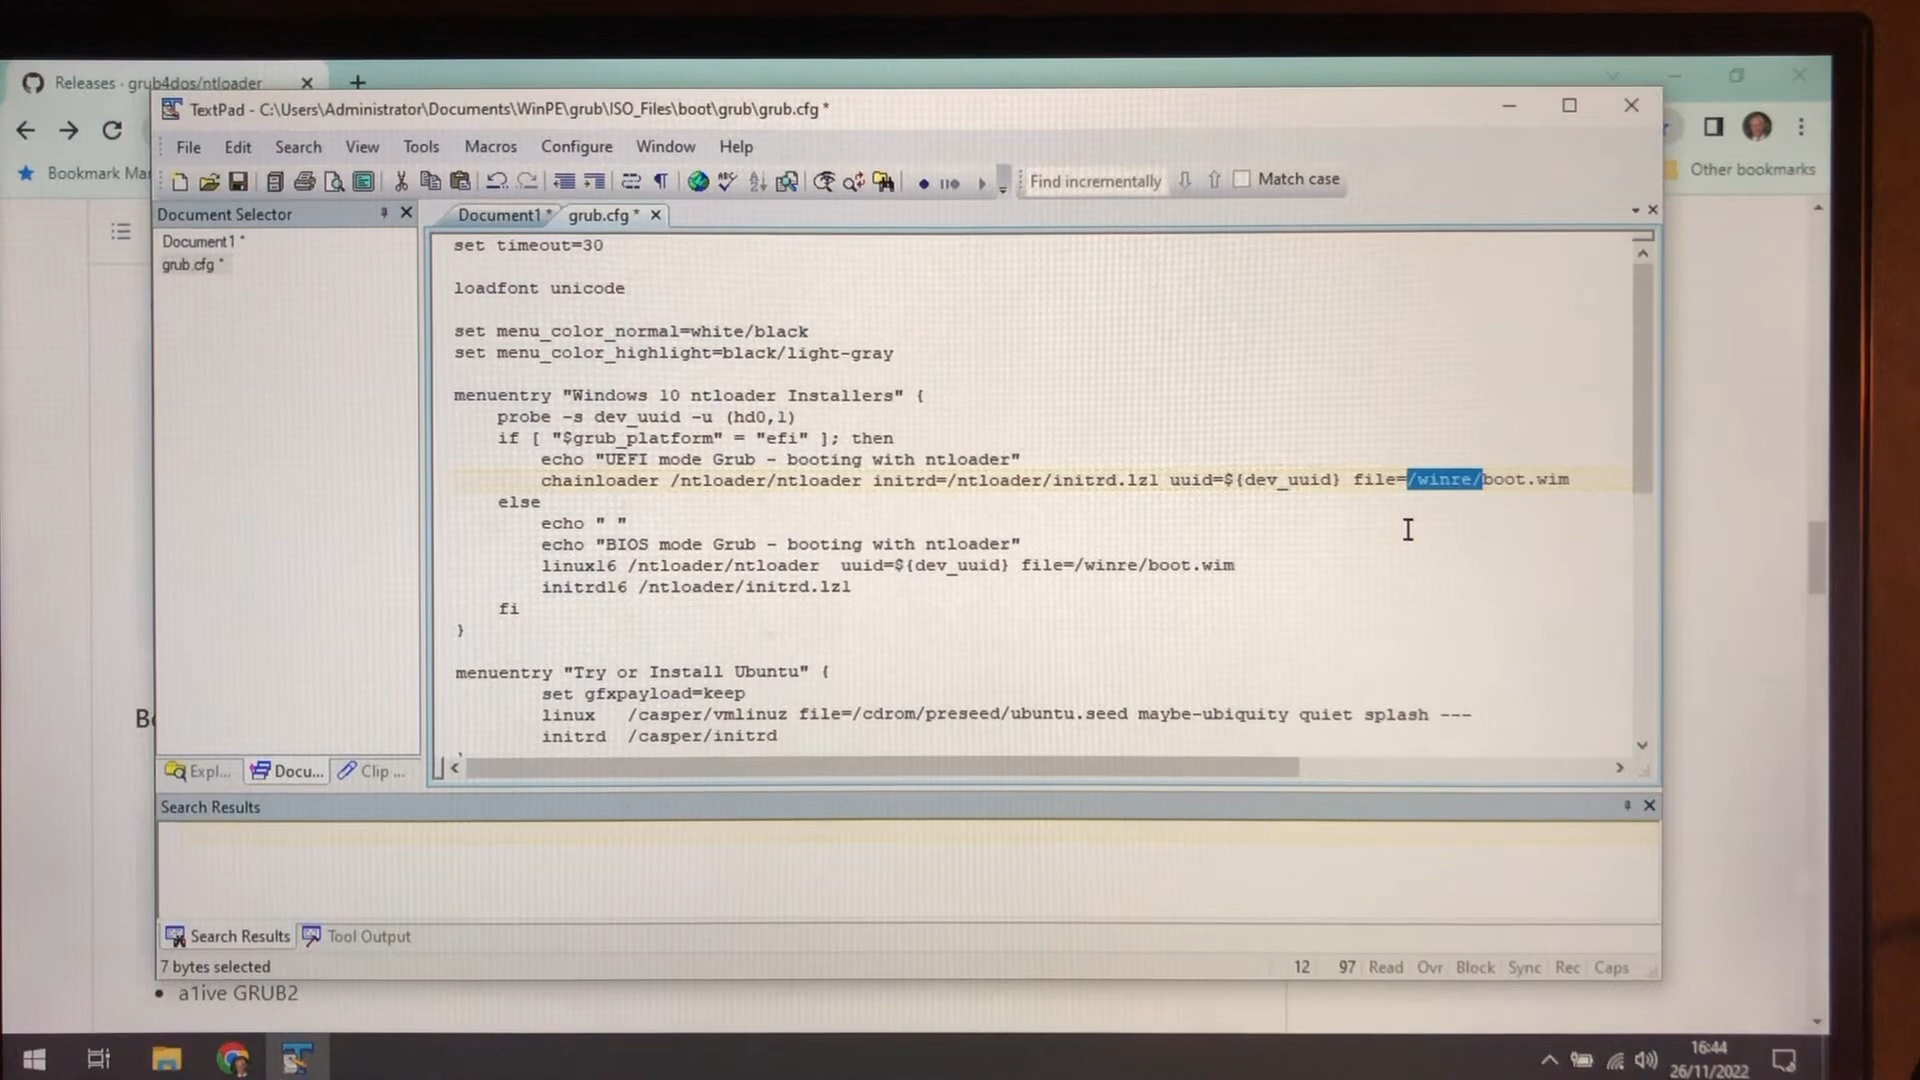 Releases · grub4dos/ntloader
TextPad - C:\Users\Administrator\Documents\WinPE\grub\ISO_Files\boot\grub\grub.cfg *
File Edit Search View Tools Macros Configure Window Help
Bookmark Ma
Other bookmarks
Find incrementally Match case
Document Selector
Document1 *
grub.cfg *
Document1 * grub.cfg *
set timeout=30
loadfont unicode
set menu_color_normal=white/black
set menu_color_highlight=black/light-gray
menuentry "Windows 10 ntloader Installers" {
probe -s dev_uuid -u (hd0,1)
if [ "$grub_platform" = "efi" ]; then
echo "UEFI mode Grub - booting with ntloader"
chainloader /ntloader/ntloader initrd=/ntloader/initrd.lzl uuid=${dev_uuid} file=/winre/boot.wim
else
echo " "
echo "BIOS mode Grub - booting with ntloader"
linux16 /ntloader/ntloader  uuid=${dev_uuid} file=/winre/boot.wim
initrd16 /ntloader/initrd.lzl
fi
}
menuentry "Try or Install Ubuntu" {
set gfxpayload=keep
linux /casper/vmlinuz file=/cdrom/preseed/ubuntu.seed maybe-ubiquity quiet splash ---
initrd /casper/initrd
Expl... Docu... Clip ...
Search Results
Search Results Tool Output
7 bytes selected 12 97 Read Ovr Block Sync Rec Caps
• a1ive GRUB2
16:44
26/11/2022